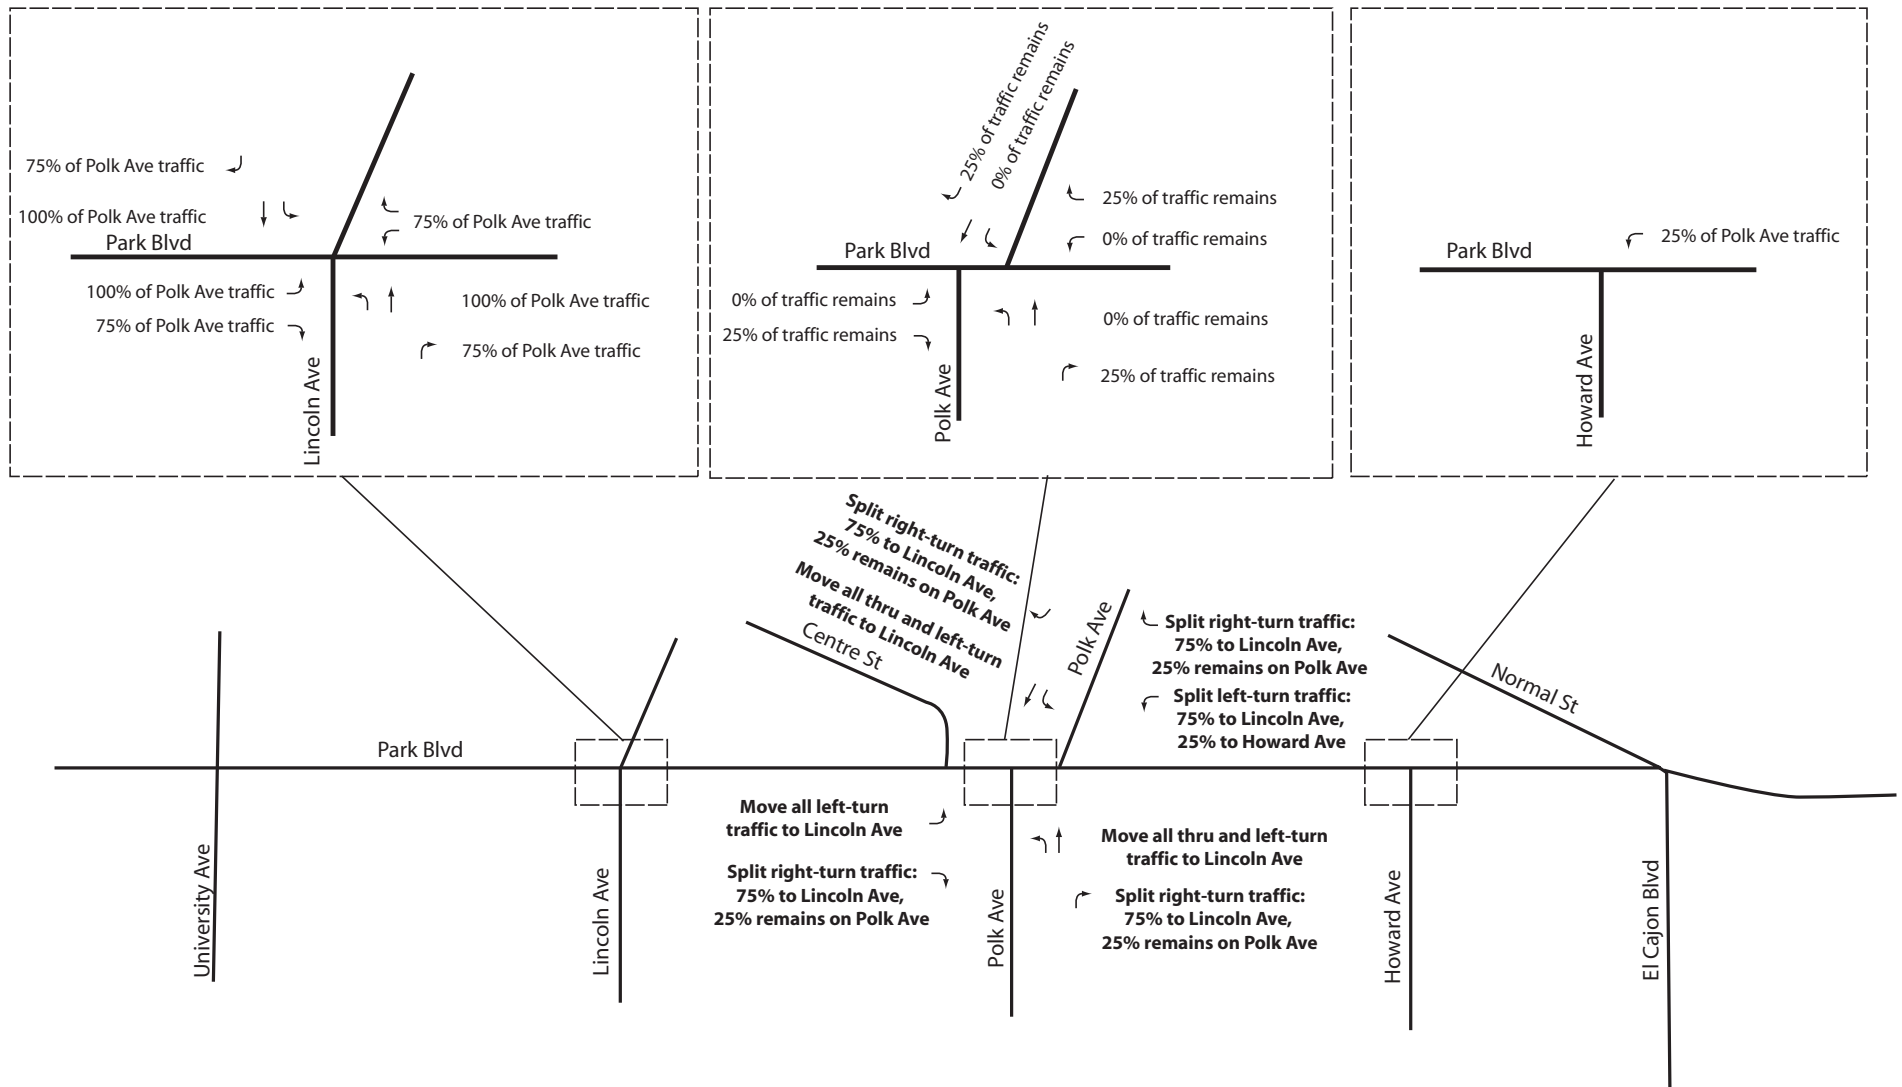 75% of Polk Ave traffic
100% of Polk Ave traffic
Park Blvd
75% of Polk Ave traffic
100% of Polk Ave traffic
75% of Polk Ave traffic
100% of Polk Ave traffic
75% of Polk Ave traffic
Lincoln Ave
25% of traffic remains
0% of traffic remains
25% of traffic remains
0% of traffic remains
Park Blvd
0% of traffic remains
25% of traffic remains
0% of traffic remains
25% of traffic remains
Polk Ave
Park Blvd
25% of Polk Ave traffic
Howard Ave
Split right-turn traffic:
75% to Lincoln Ave,
25% remains on Polk Ave
Move all thru and left-turn
traffic to Lincoln Ave
Centre St
Polk Ave
Split right-turn traffic:
75% to Lincoln Ave,
25% remains on Polk Ave
Split left-turn traffic:
75% to Lincoln Ave,
25% to Howard Ave
Normal St
Park Blvd
Move all left-turn
traffic to Lincoln Ave
Split right-turn traffic:
75% to Lincoln Ave,
25% remains on Polk Ave
Move all thru and left-turn
traffic to Lincoln Ave
Split right-turn traffic:
75% to Lincoln Ave,
25% remains on Polk Ave
University Ave
Lincoln Ave
Polk Ave
Howard Ave
El Cajon Blvd